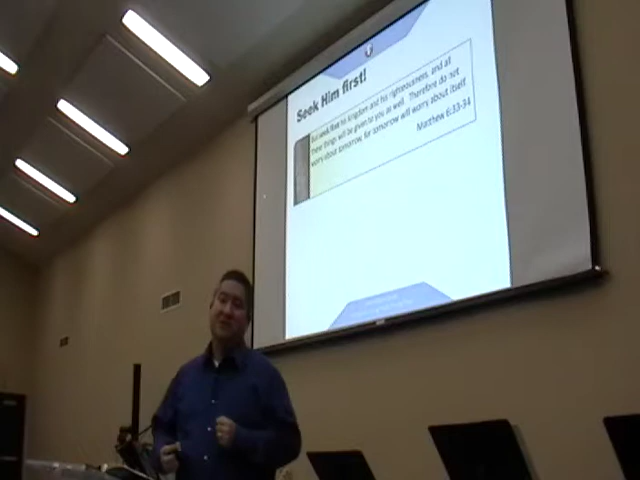 Seek Him first!
But seek first his kingdom and his righteousness, and all
these things will be given to you as well. Therefore do not
worry about tomorrow, for tomorrow will worry about itself
Matthew 6:33-34